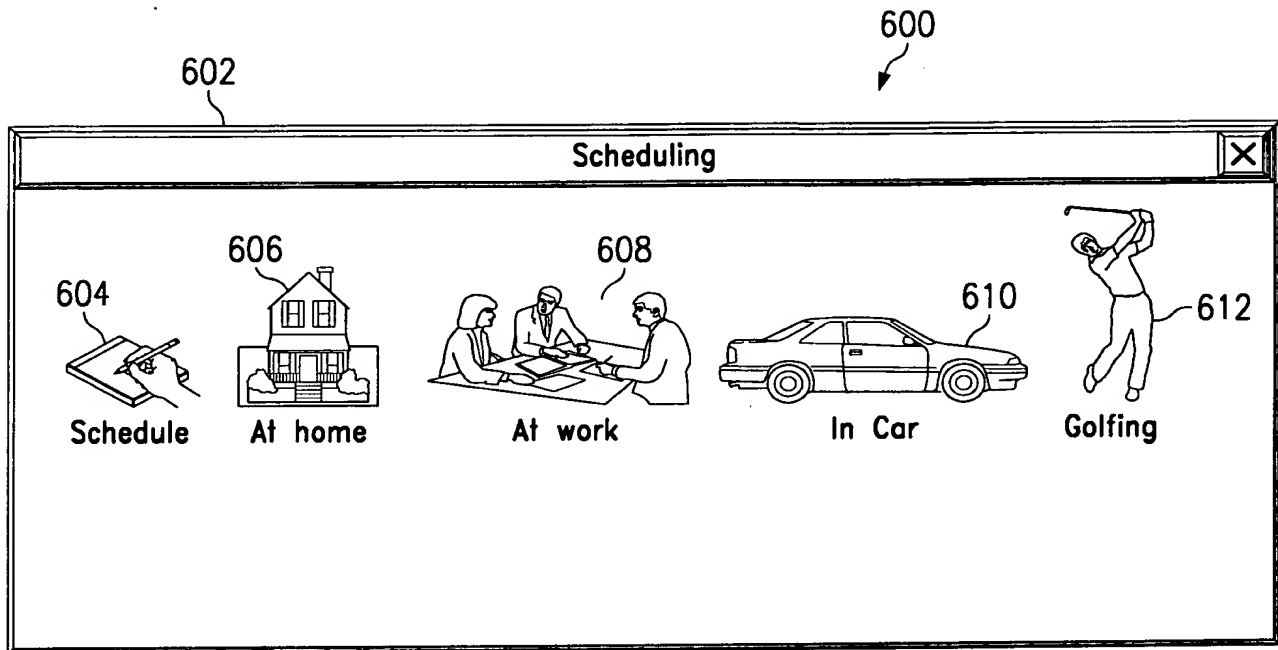 600
602
Scheduling
606
608
604
610
612
Schedule
At home
At work
In Car
Golfing